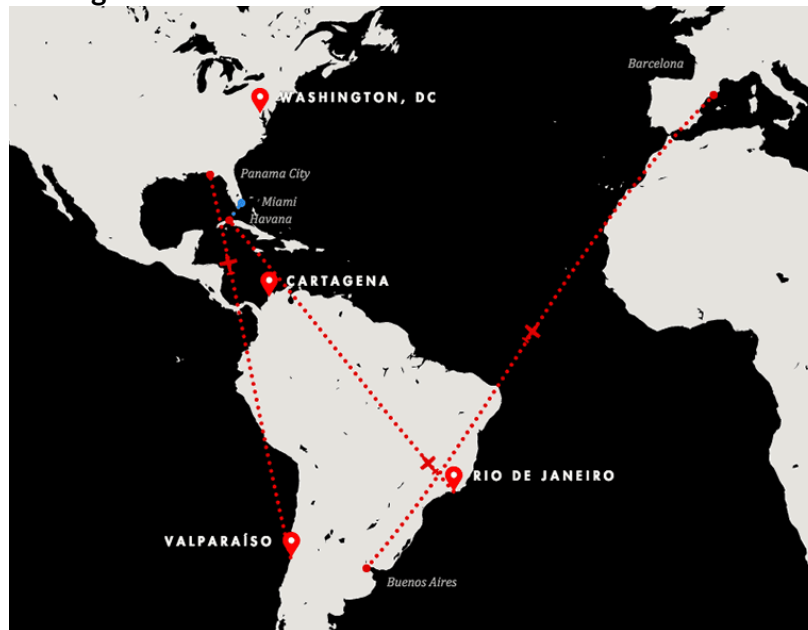 Barcelona
WASHINGTON, DC
Panama City
Miami
Havana
CARTAGENA
RIO DE JANEIRO
VALPARAÍSO
Buenos Aires